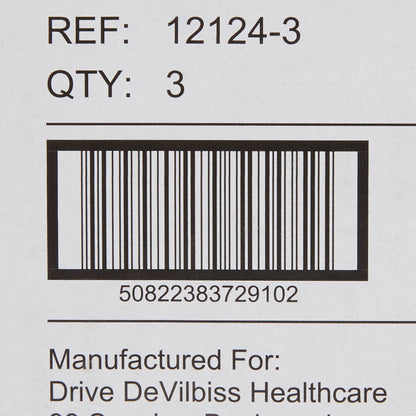 REF: 12124-3
QTY: 3
50822383729102
Manufactured For:
Drive DeVilbiss Healthcare